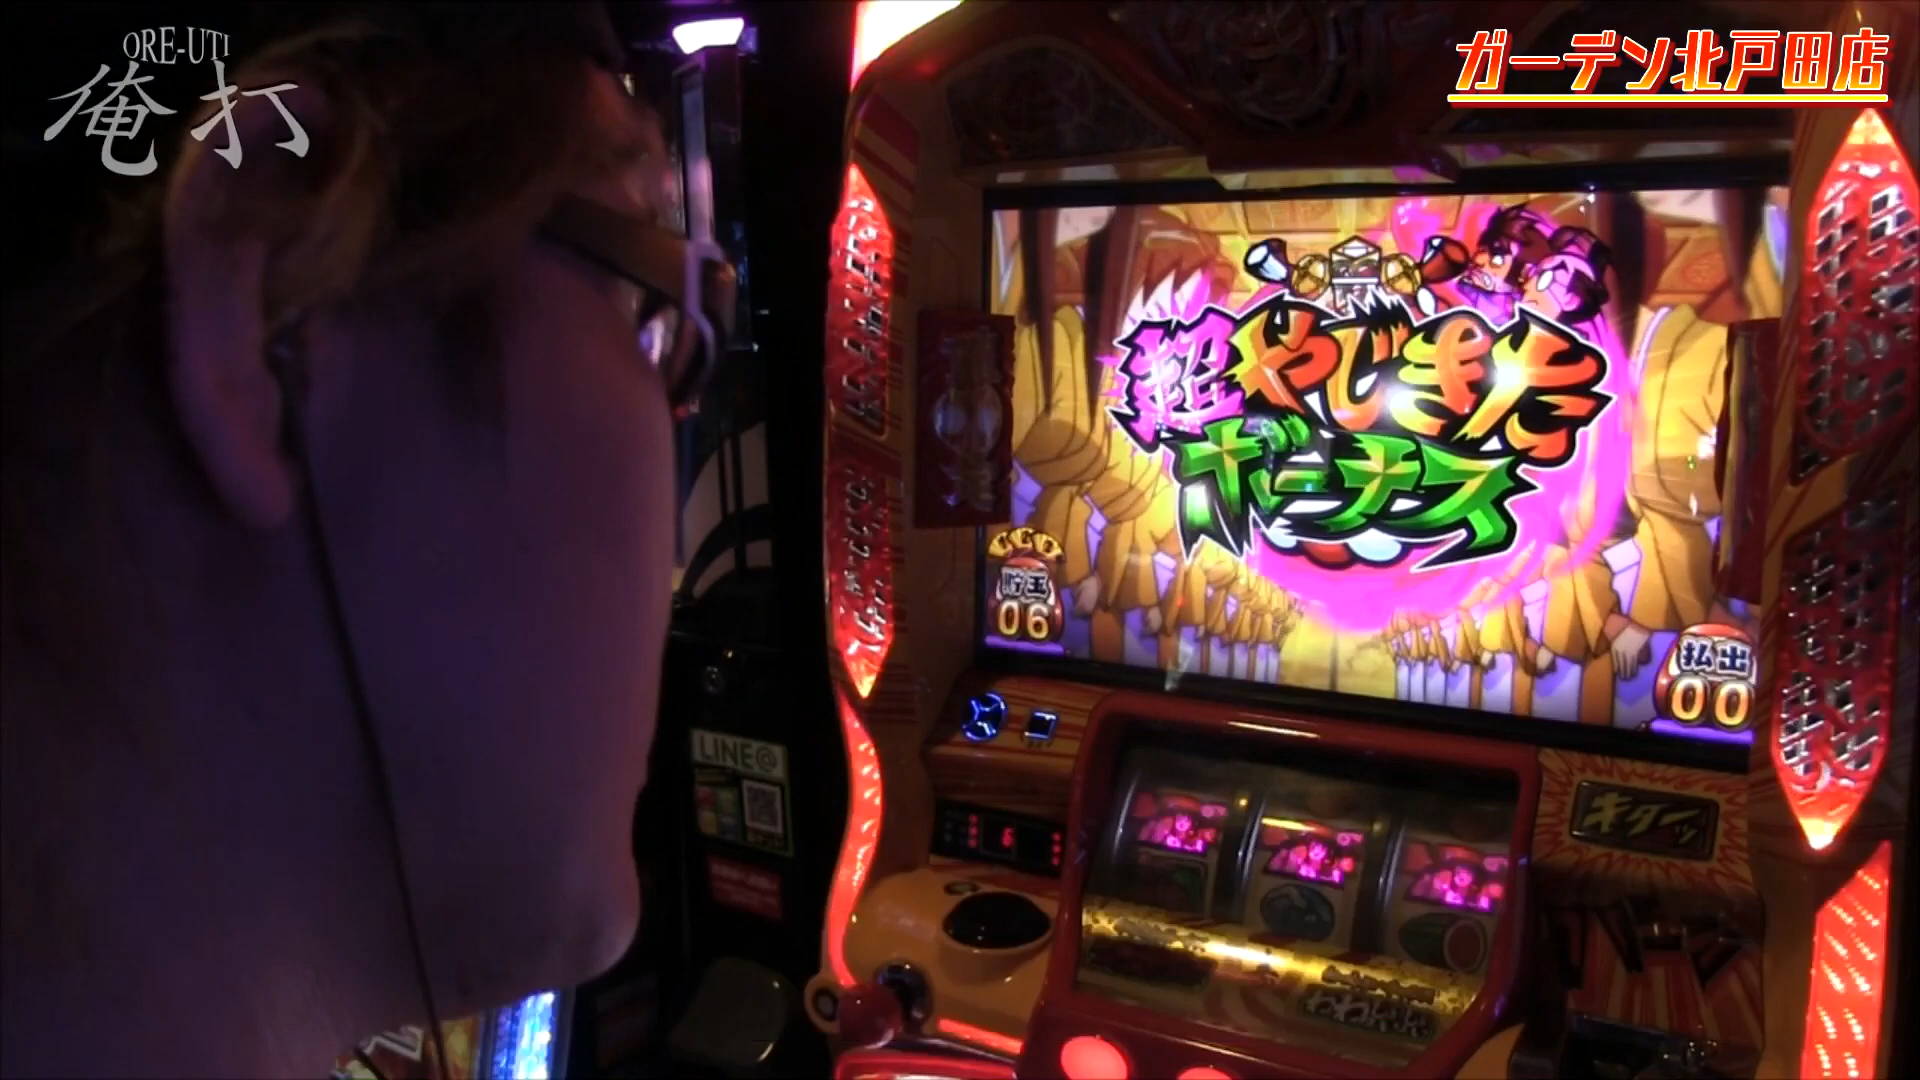 ORE-UTI
俺打
ガーデン北戸田店
超やじきた
ボーナス
貯玉
06
払出
00
LINE@
キターッ